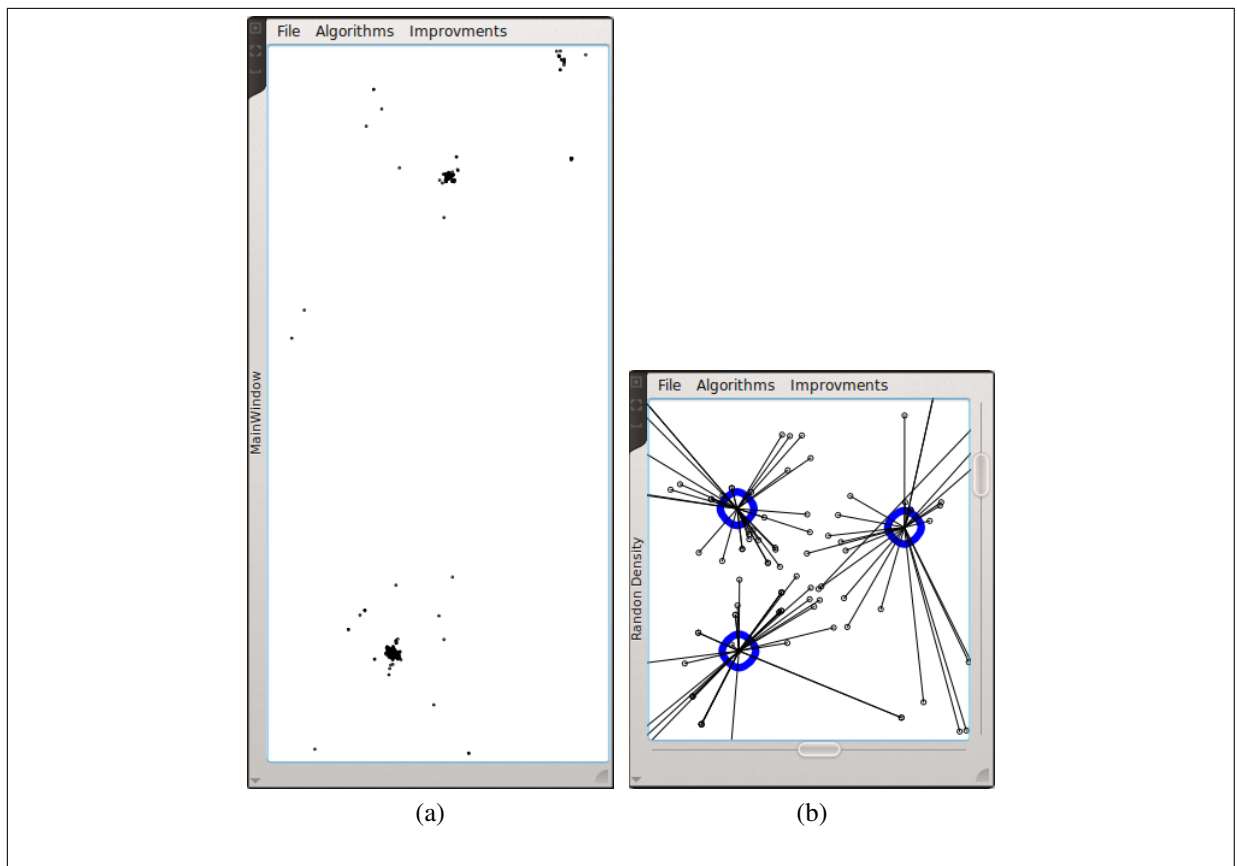 File Algorithms Improvments
MainWindow
File Algorithms Improvments
Randon Density
(a)
(b)